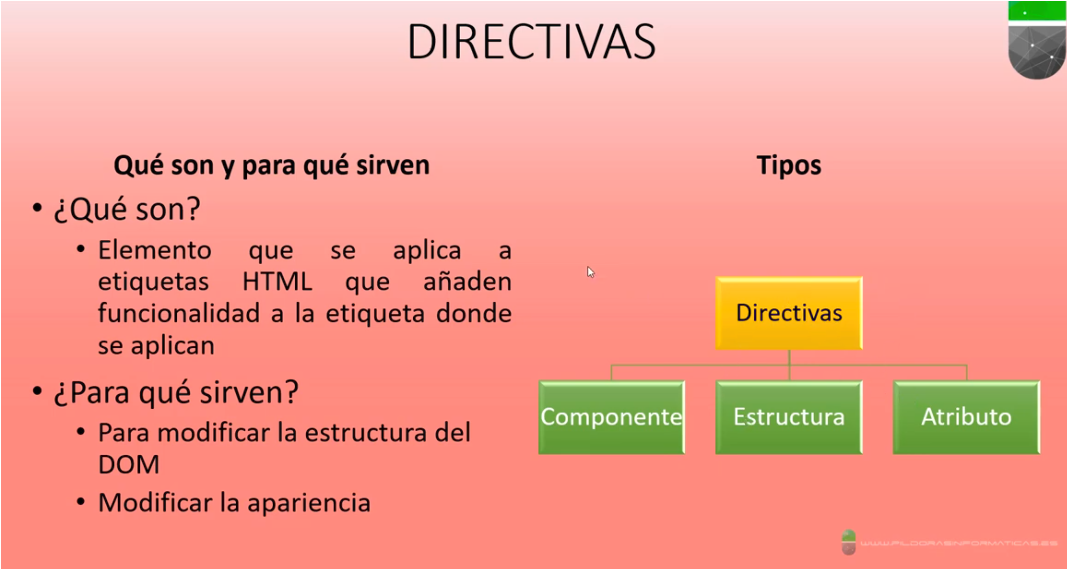 DIRECTIVAS
Qué son y para qué sirven
• ¿Qué son?
• Elemento que se aplica a
etiquetas HTML que añaden
funcionalidad a la etiqueta donde
se aplican
• ¿Para qué sirven?
• Para modificar la estructura del
DOM
• Modificar la apariencia
Tipos
Directivas
Componente
Estructura
Atributo
WWW.PILDORASINFORMATICAS.ES